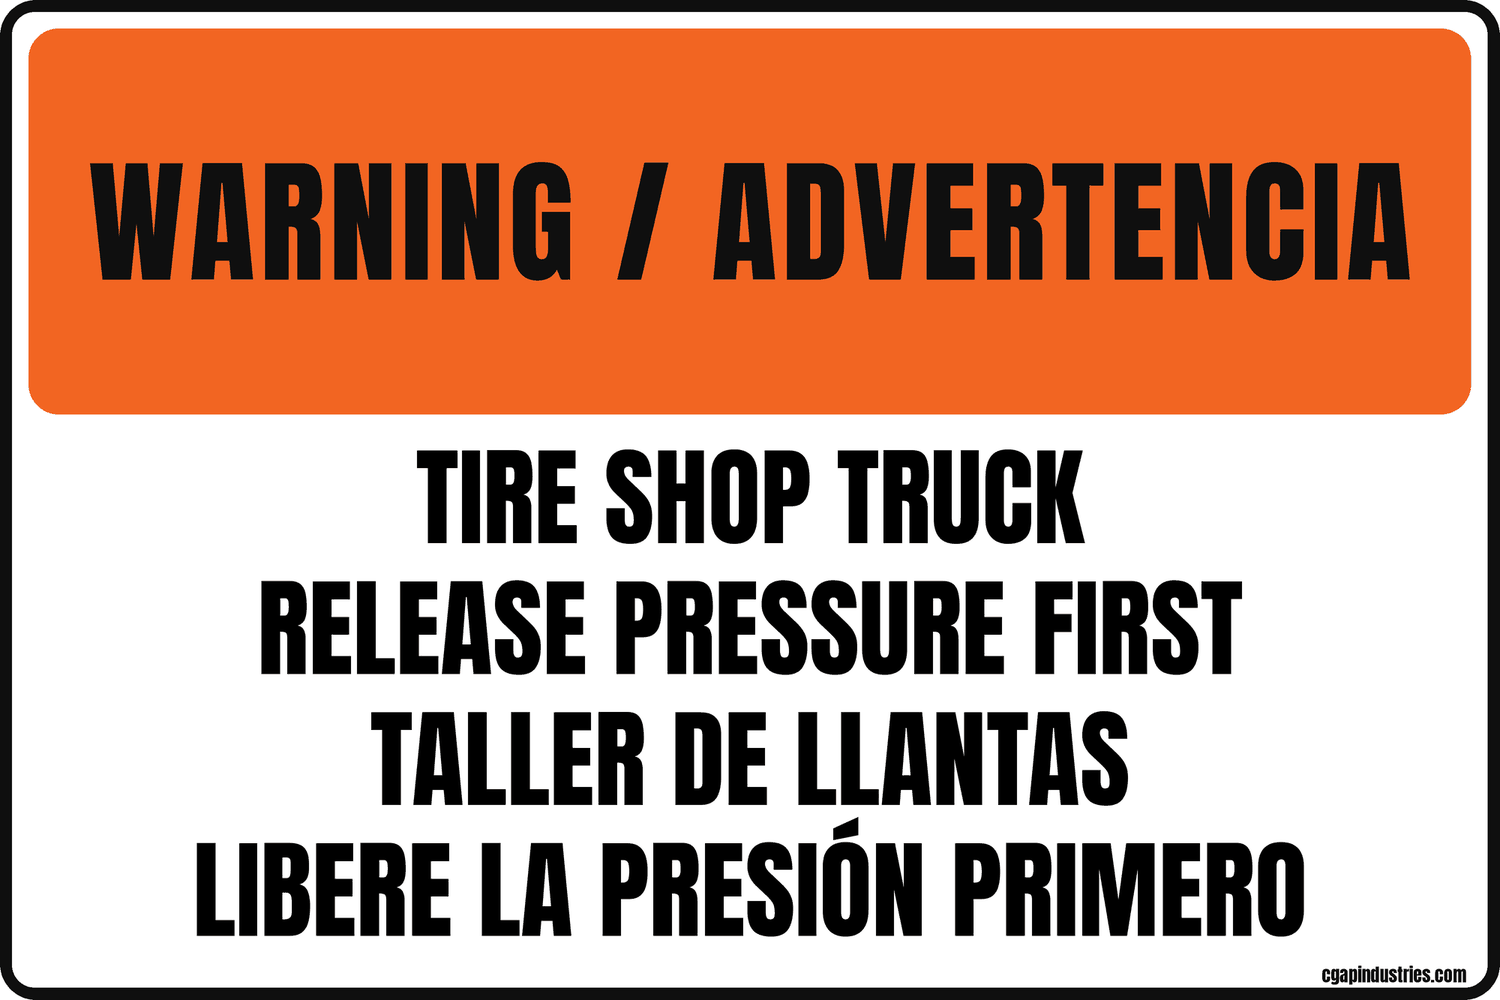 WARNING / ADVERTENCIA
TIRE SHOP TRUCK
RELEASE PRESSURE FIRST
TALLER DE LLANTAS
LIBERE LA PRESIÓN PRIMERO
cgapindustries.com